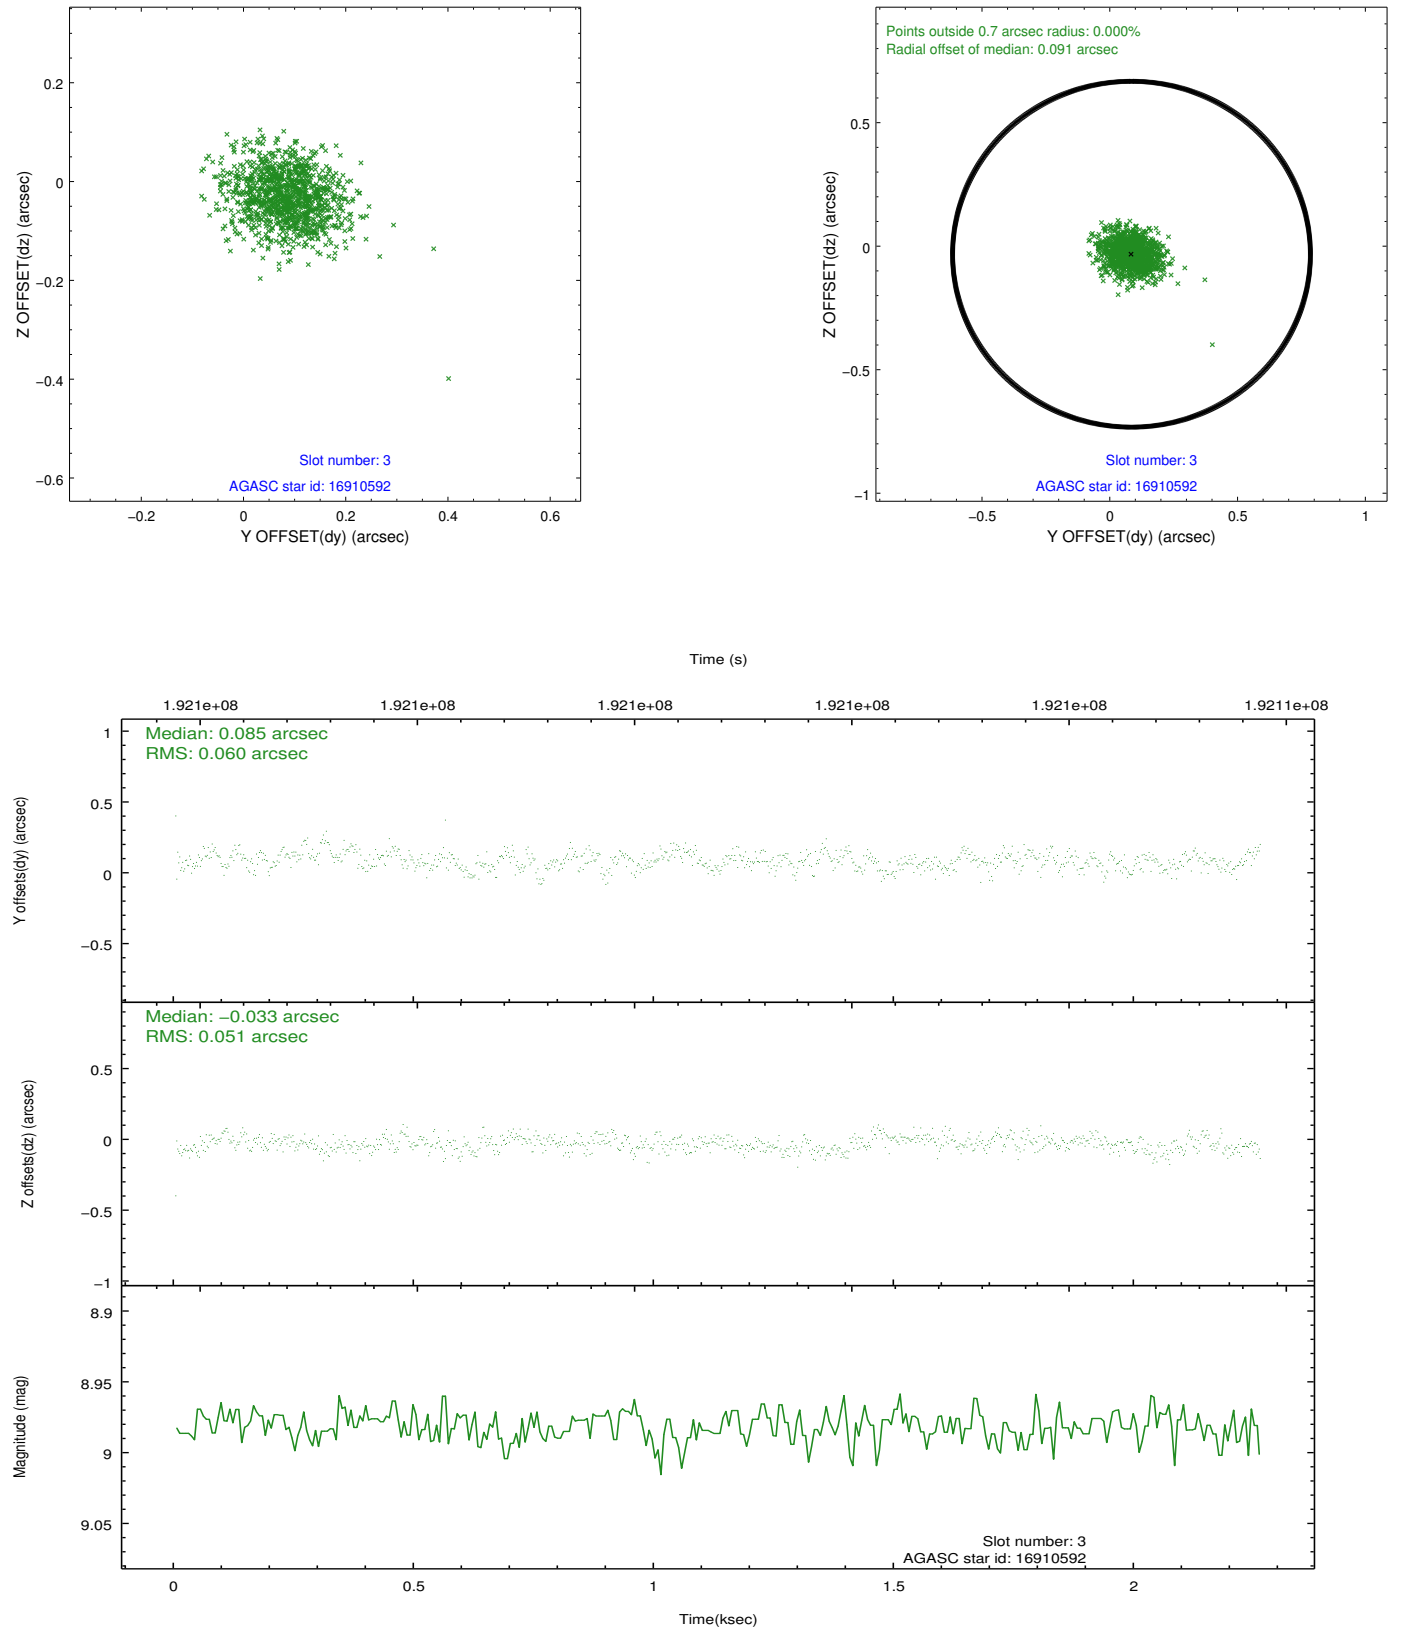 0.2
0
−0.2
−0.4
−0.6
Z OFFSET(dz) (arcsec)
Slot number: 3
AGASC star id: 16910592
−0.2 0 0.2 0.4 0.6
Y OFFSET(dy) (arcsec)
Points outside 0.7 arcsec radius: 0.000%
Radial offset of median: 0.091 arcsec
0.5
0
−0.5
−1
Z OFFSET(dz) (arcsec)
Slot number: 3
AGASC star id: 16910592
−0.5 0 0.5 1
Y OFFSET(dy) (arcsec)
Time (s)
1.921e+08 1.921e+08 1.921e+08 1.921e+08 1.921e+08 1.9211e+08
Median: 0.085 arcsec
RMS: 0.060 arcsec
1
0.5
0
−0.5
Y offsets(dy) (arcsec)
Median: −0.033 arcsec
RMS: 0.051 arcsec
0.5
0
−0.5
−1
Z offsets(dz) (arcsec)
8.9
8.95
9
9.05
Magnitude (mag)
Slot number: 3
AGASC star id: 16910592
0 0.5 1 1.5 2
Time(ksec)